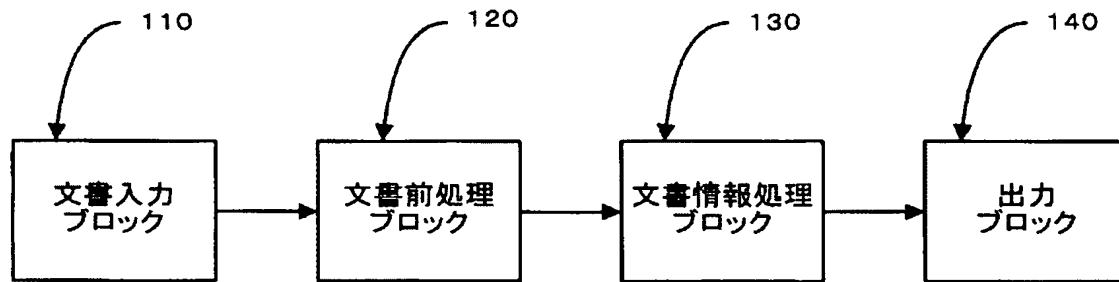 110
120
130
140
文書入力
ブロック
文書前処理
ブロック
文書情報処理
ブロック
出力
ブロック